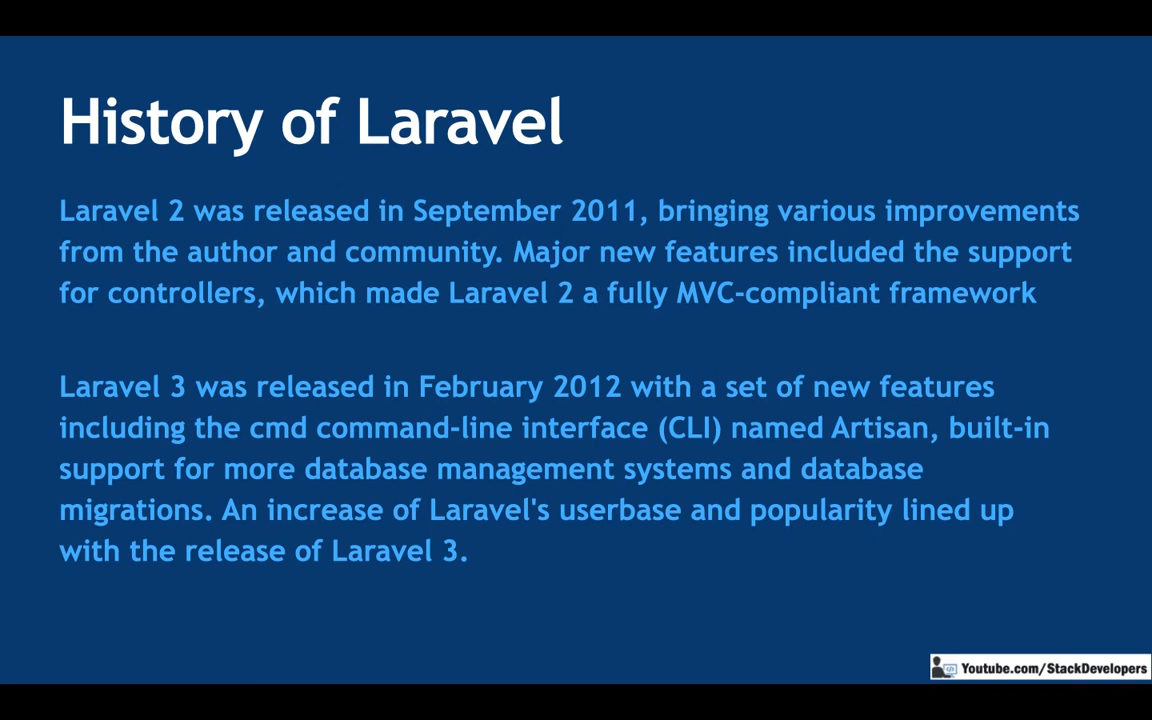 History of Laravel
Laravel 2 was released in September 2011, bringing various improvements
from the author and community. Major new features included the support
for controllers, which made Laravel 2 a fully MVC-compliant framework
Laravel 3 was released in February 2012 with a set of new features
including the cmd command-line interface (CLI) named Artisan, built-in
support for more database management systems and database
migrations. An increase of Laravel's userbase and popularity lined up
with the release of Laravel 3.
Youtube.com/StackDevelopers